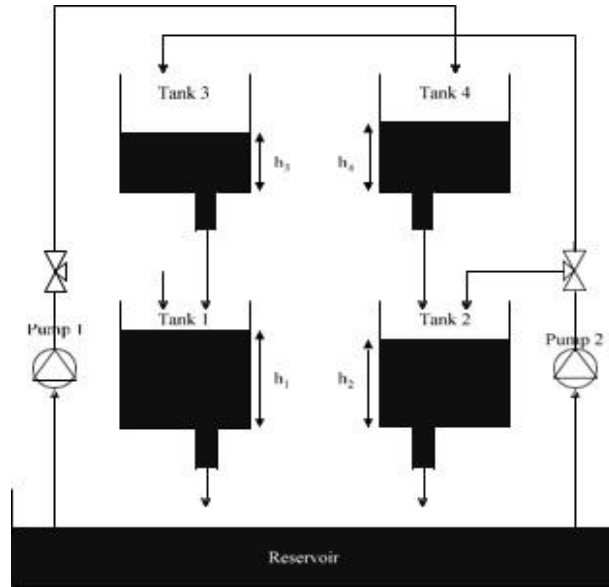 Tank 3
Tank 4
h3
h4
Tank 1
Tank 2
Pump 1
Pump 2
h1
h2
Reservoir